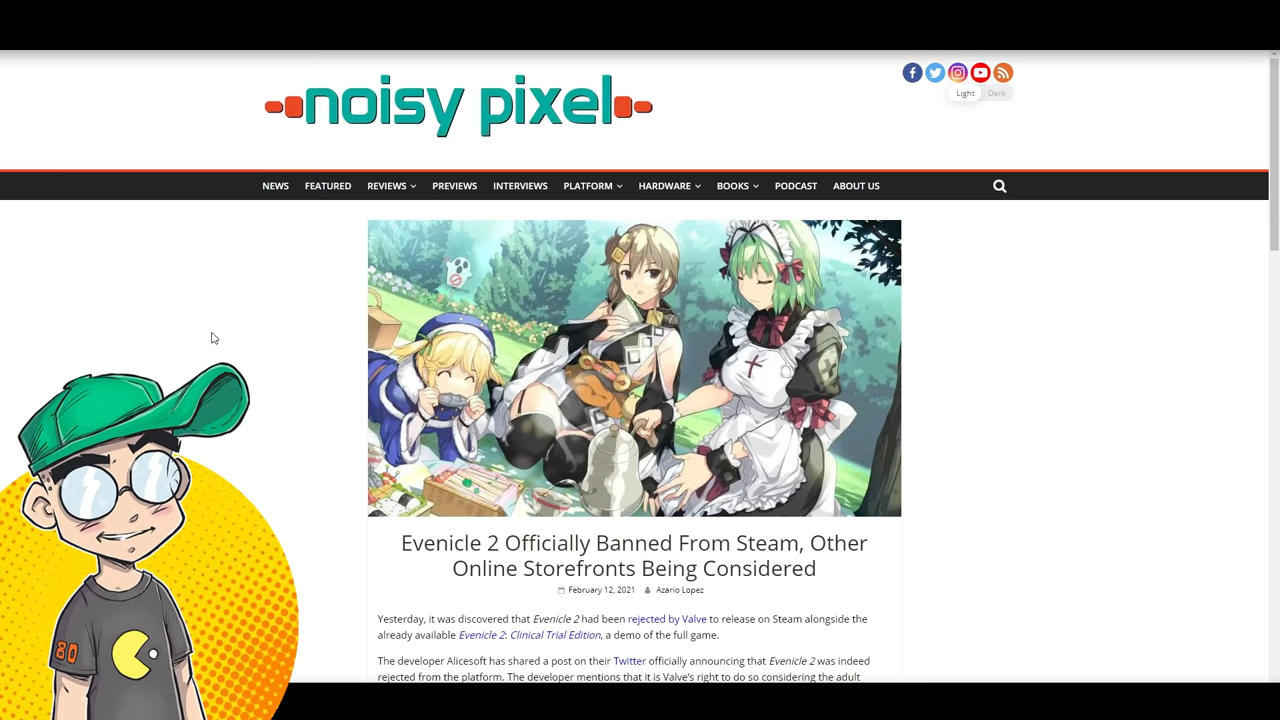 noisy pixel
Light Dark
NEWS FEATURED REVIEWS PREVIEWS INTERVIEWS PLATFORM HARDWARE BOOKS PODCAST ABOUT US
Evenicle 2 Officially Banned From Steam, Other
Online Storefronts Being Considered
February 12, 2021 Azario Lopez
Yesterday, it was discovered that Evenicle 2 had been rejected by Valve to release on Steam alongside the
already available Evenicle 2: Clinical Trial Edition, a demo of the full game.
The developer Alicesoft has shared a post on their Twitter officially announcing that Evenicle 2 was indeed
rejected from the platform. The developer mentions that it is Valve's right to do so considering the adult
80